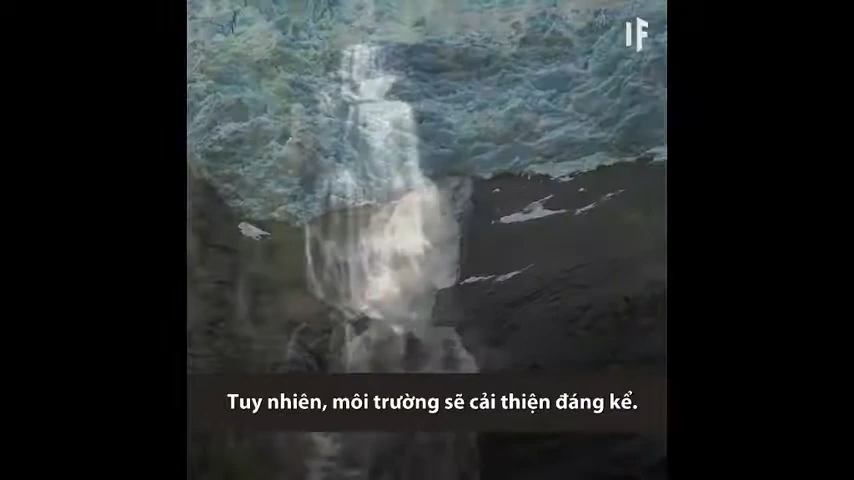 IF
Tuy nhiên, môi trường sẽ cải thiện đáng kể.